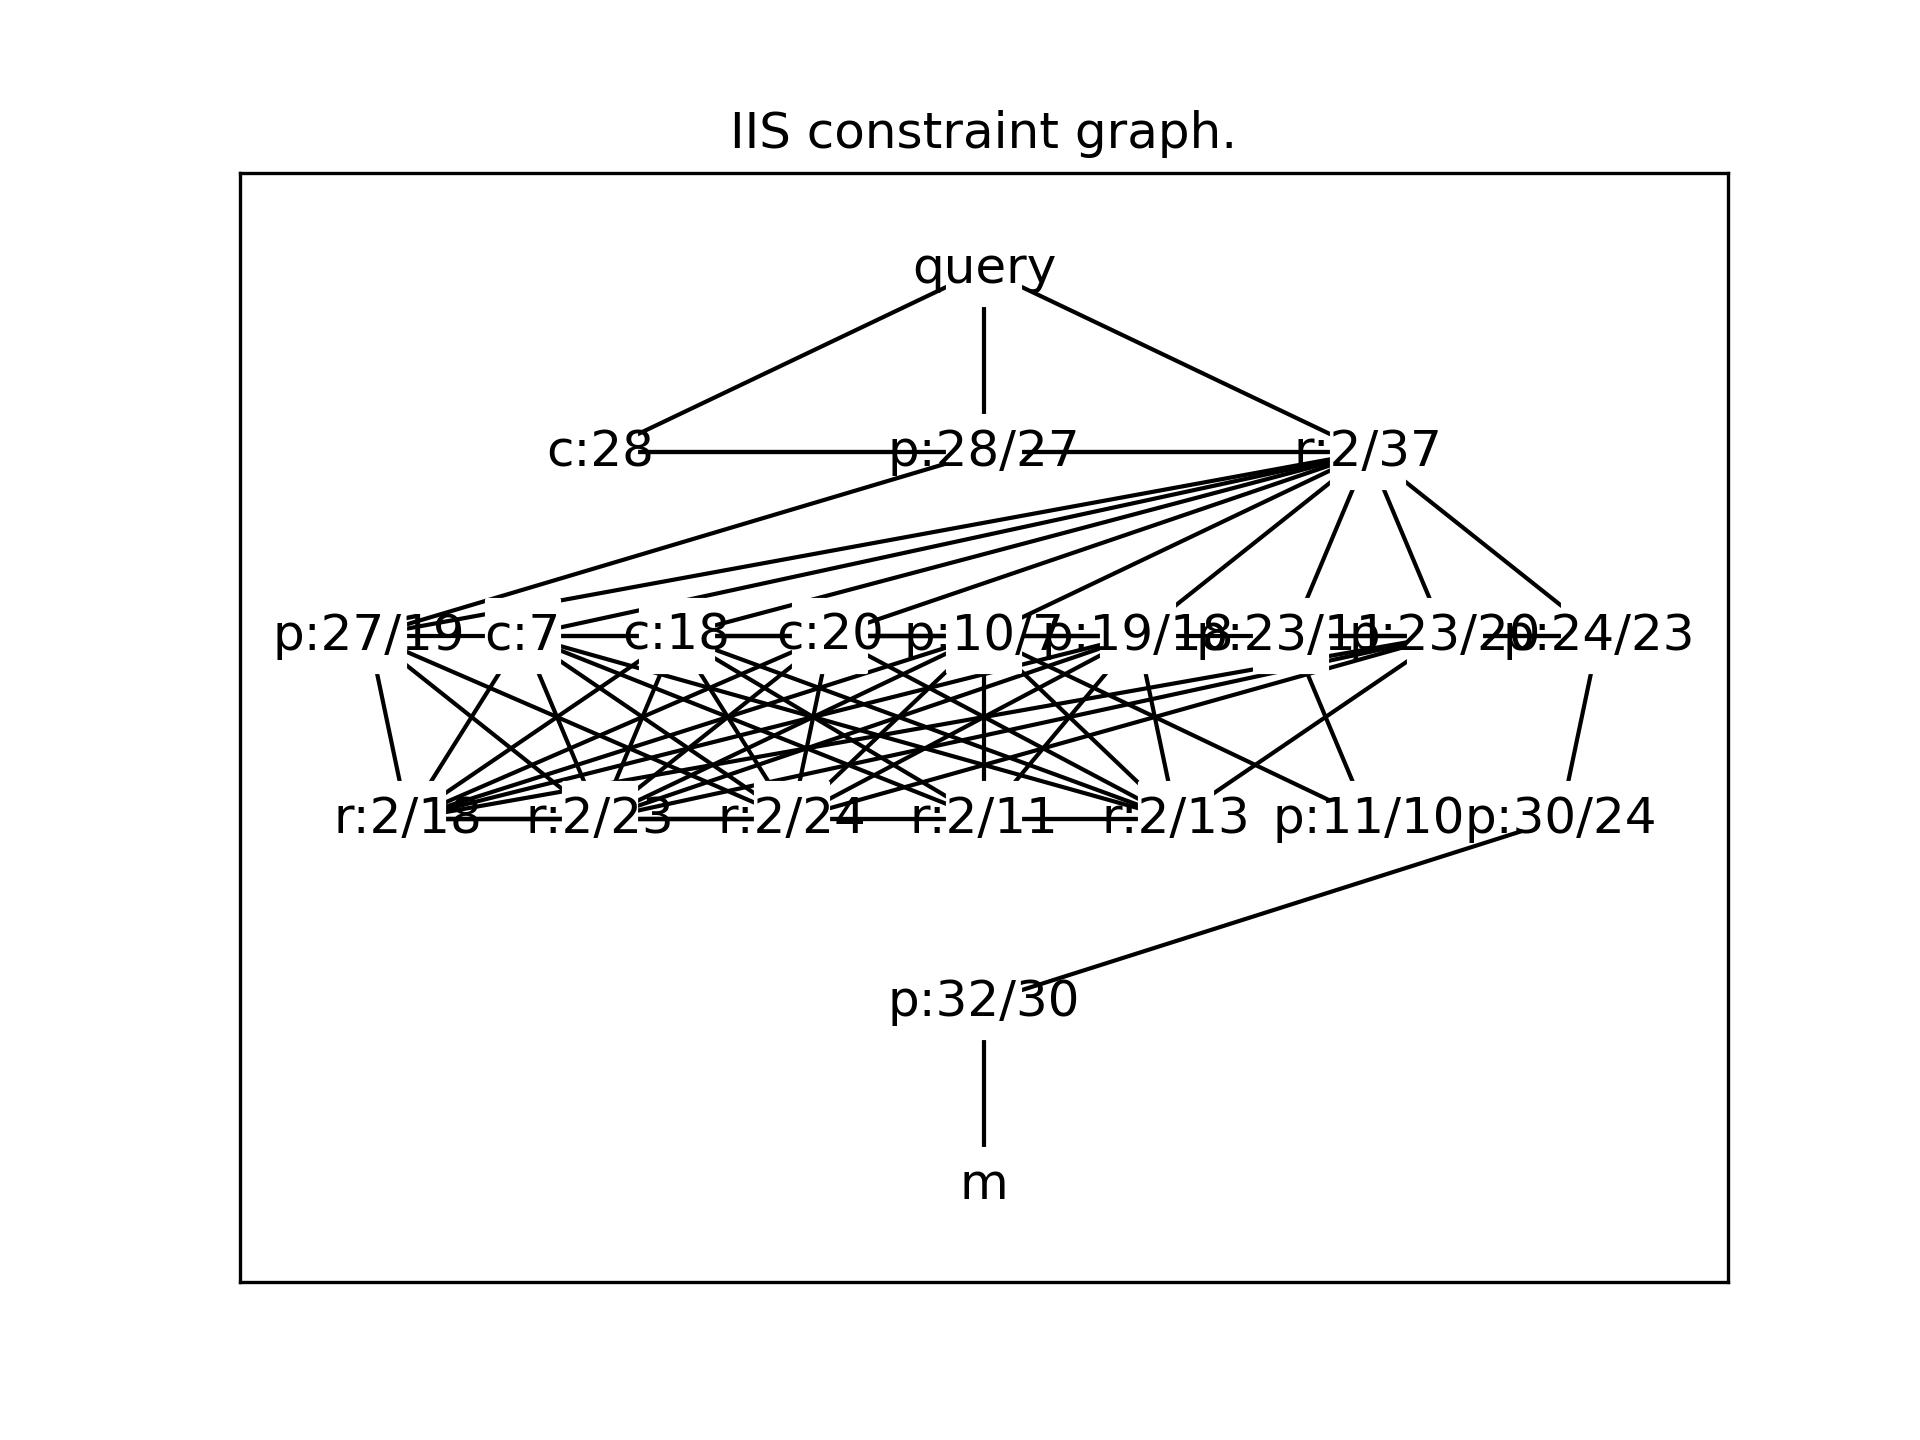 IIS constraint graph.
query
c:28 p:28/27 r:2/37
p:27/19 c:7 c:18 c:20 p:10/7 p:19/18 p:23/11 p:23/20 p:24/23
r:2/18 r:2/23 r:2/24 r:2/11 r:2/13 p:11/10 p:30/24
p:32/30
m